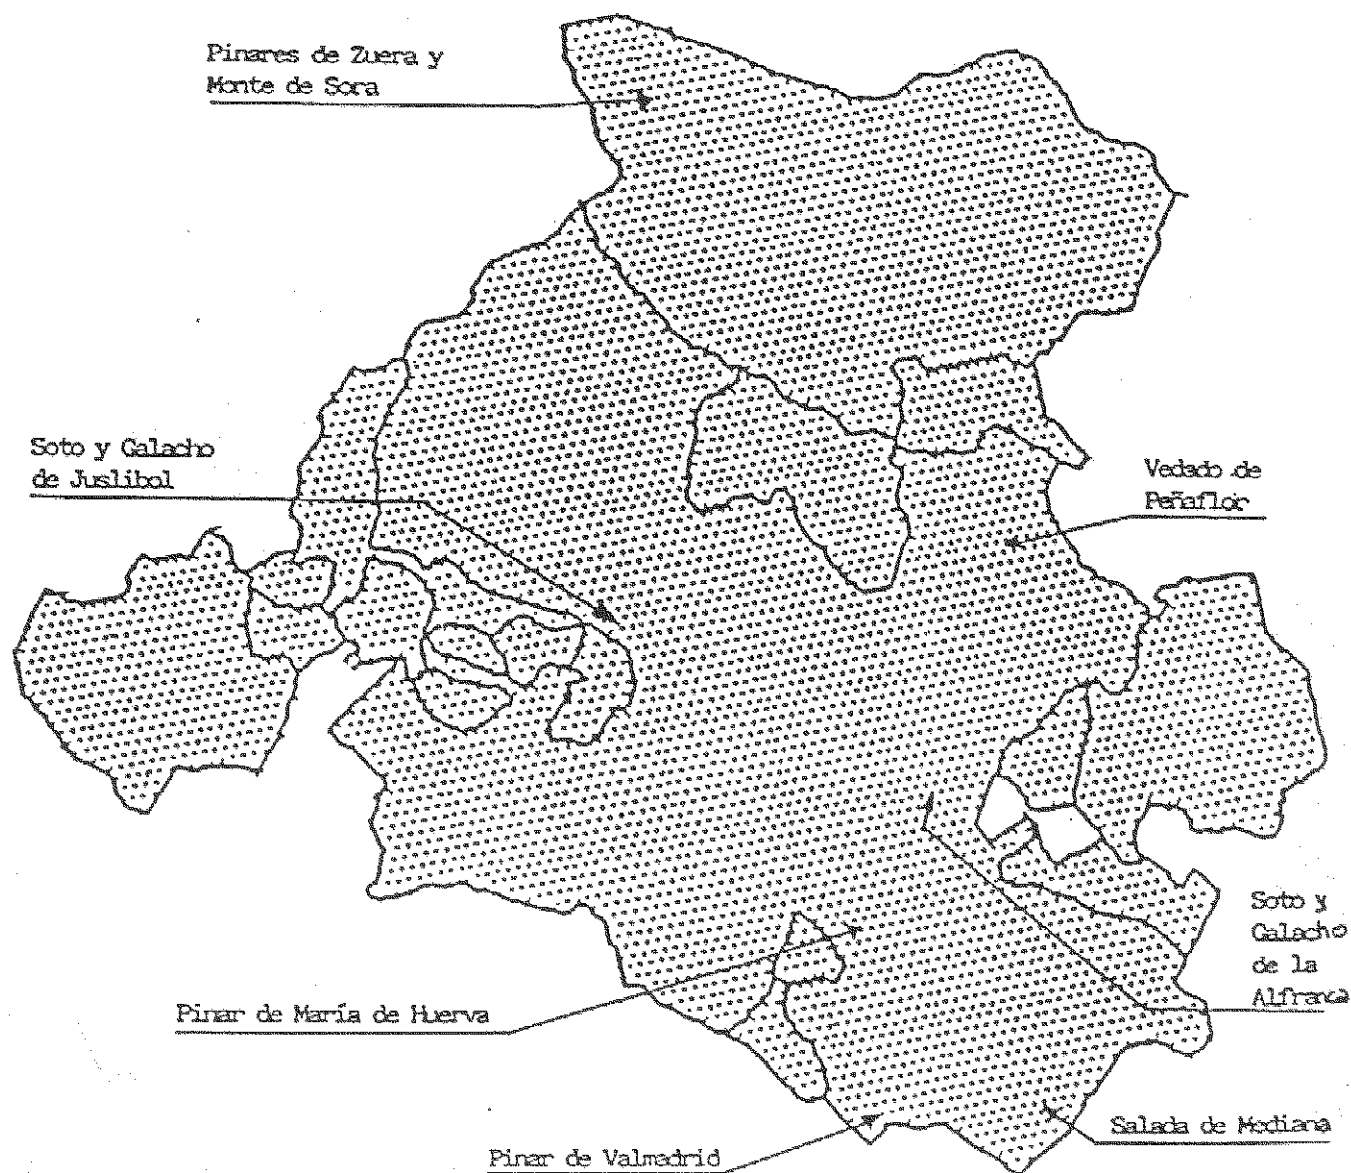 Pinares de Zuera y
Monte de Sora
Soto y Galacho
de Juslibol
Vedado de
Peñaflor
Soto y
Galacho
de la
Alfranca
Pinar de María de Huerva
Salada de Mediana
Pinar de Valmadrid